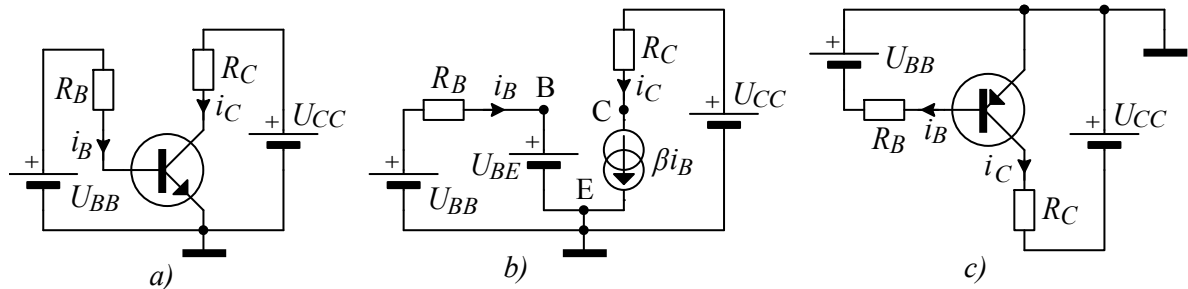 R_B
i_B
+
U_BB
R_C
i_C
+
U_CC
a)
R_B
i_B
B
+
U_BB
+
U_BE
E
C
R_C
i_C
βi_B
+
U_CC
b)
+
U_BB
R_B
i_B
i_C
R_C
+
U_CC
c)